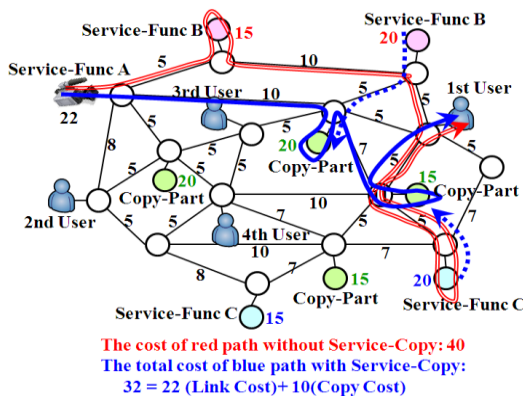 Service-Func B
15
Service-Func B
20
Service-Func A
5
10
5
22
3rd User
10
5
1st User
8
5
5
5
5
20
7
5
5
5
Copy-Part
5
5
20
15
Copy-Part
5
10
Copy-Part
2nd User
5
5
5
7
4th User
5
5
10
7
8
7
20
15
Copy-Part
Service-Func C
Service-Func C
15
The cost of red path without Service-Copy: 40
The total cost of blue path with Service-Copy:
32 = 22 (Link Cost)+ 10(Copy Cost)